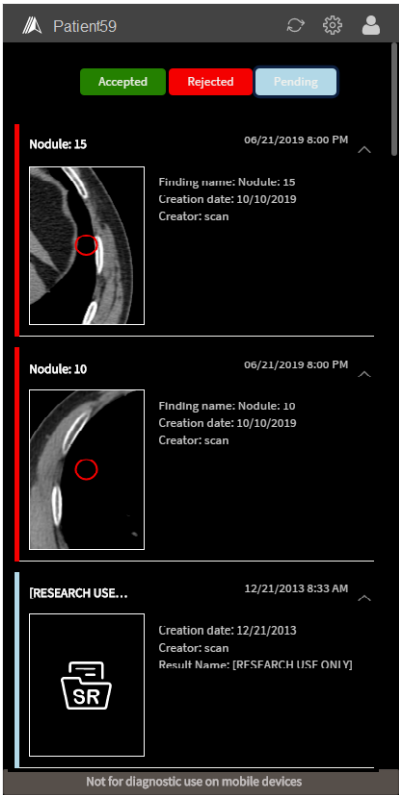 Patient59
Accepted Rejected Pending
Nodule: 15 06/21/2019 8:00 PM
Finding name: Nodule: 15
Creation date: 10/10/2019
Creator: scan
Nodule: 10 06/21/2019 8:00 PM
Finding name: Nodule: 10
Creation date: 10/10/2019
Creator: scan
[RESEARCH USE... 12/21/2013 8:33 AM
Creation date: 12/21/2013
Creator: scan
Result Name: [RESEARCH USE ONLY]
SR
Not for diagnostic use on mobile devices